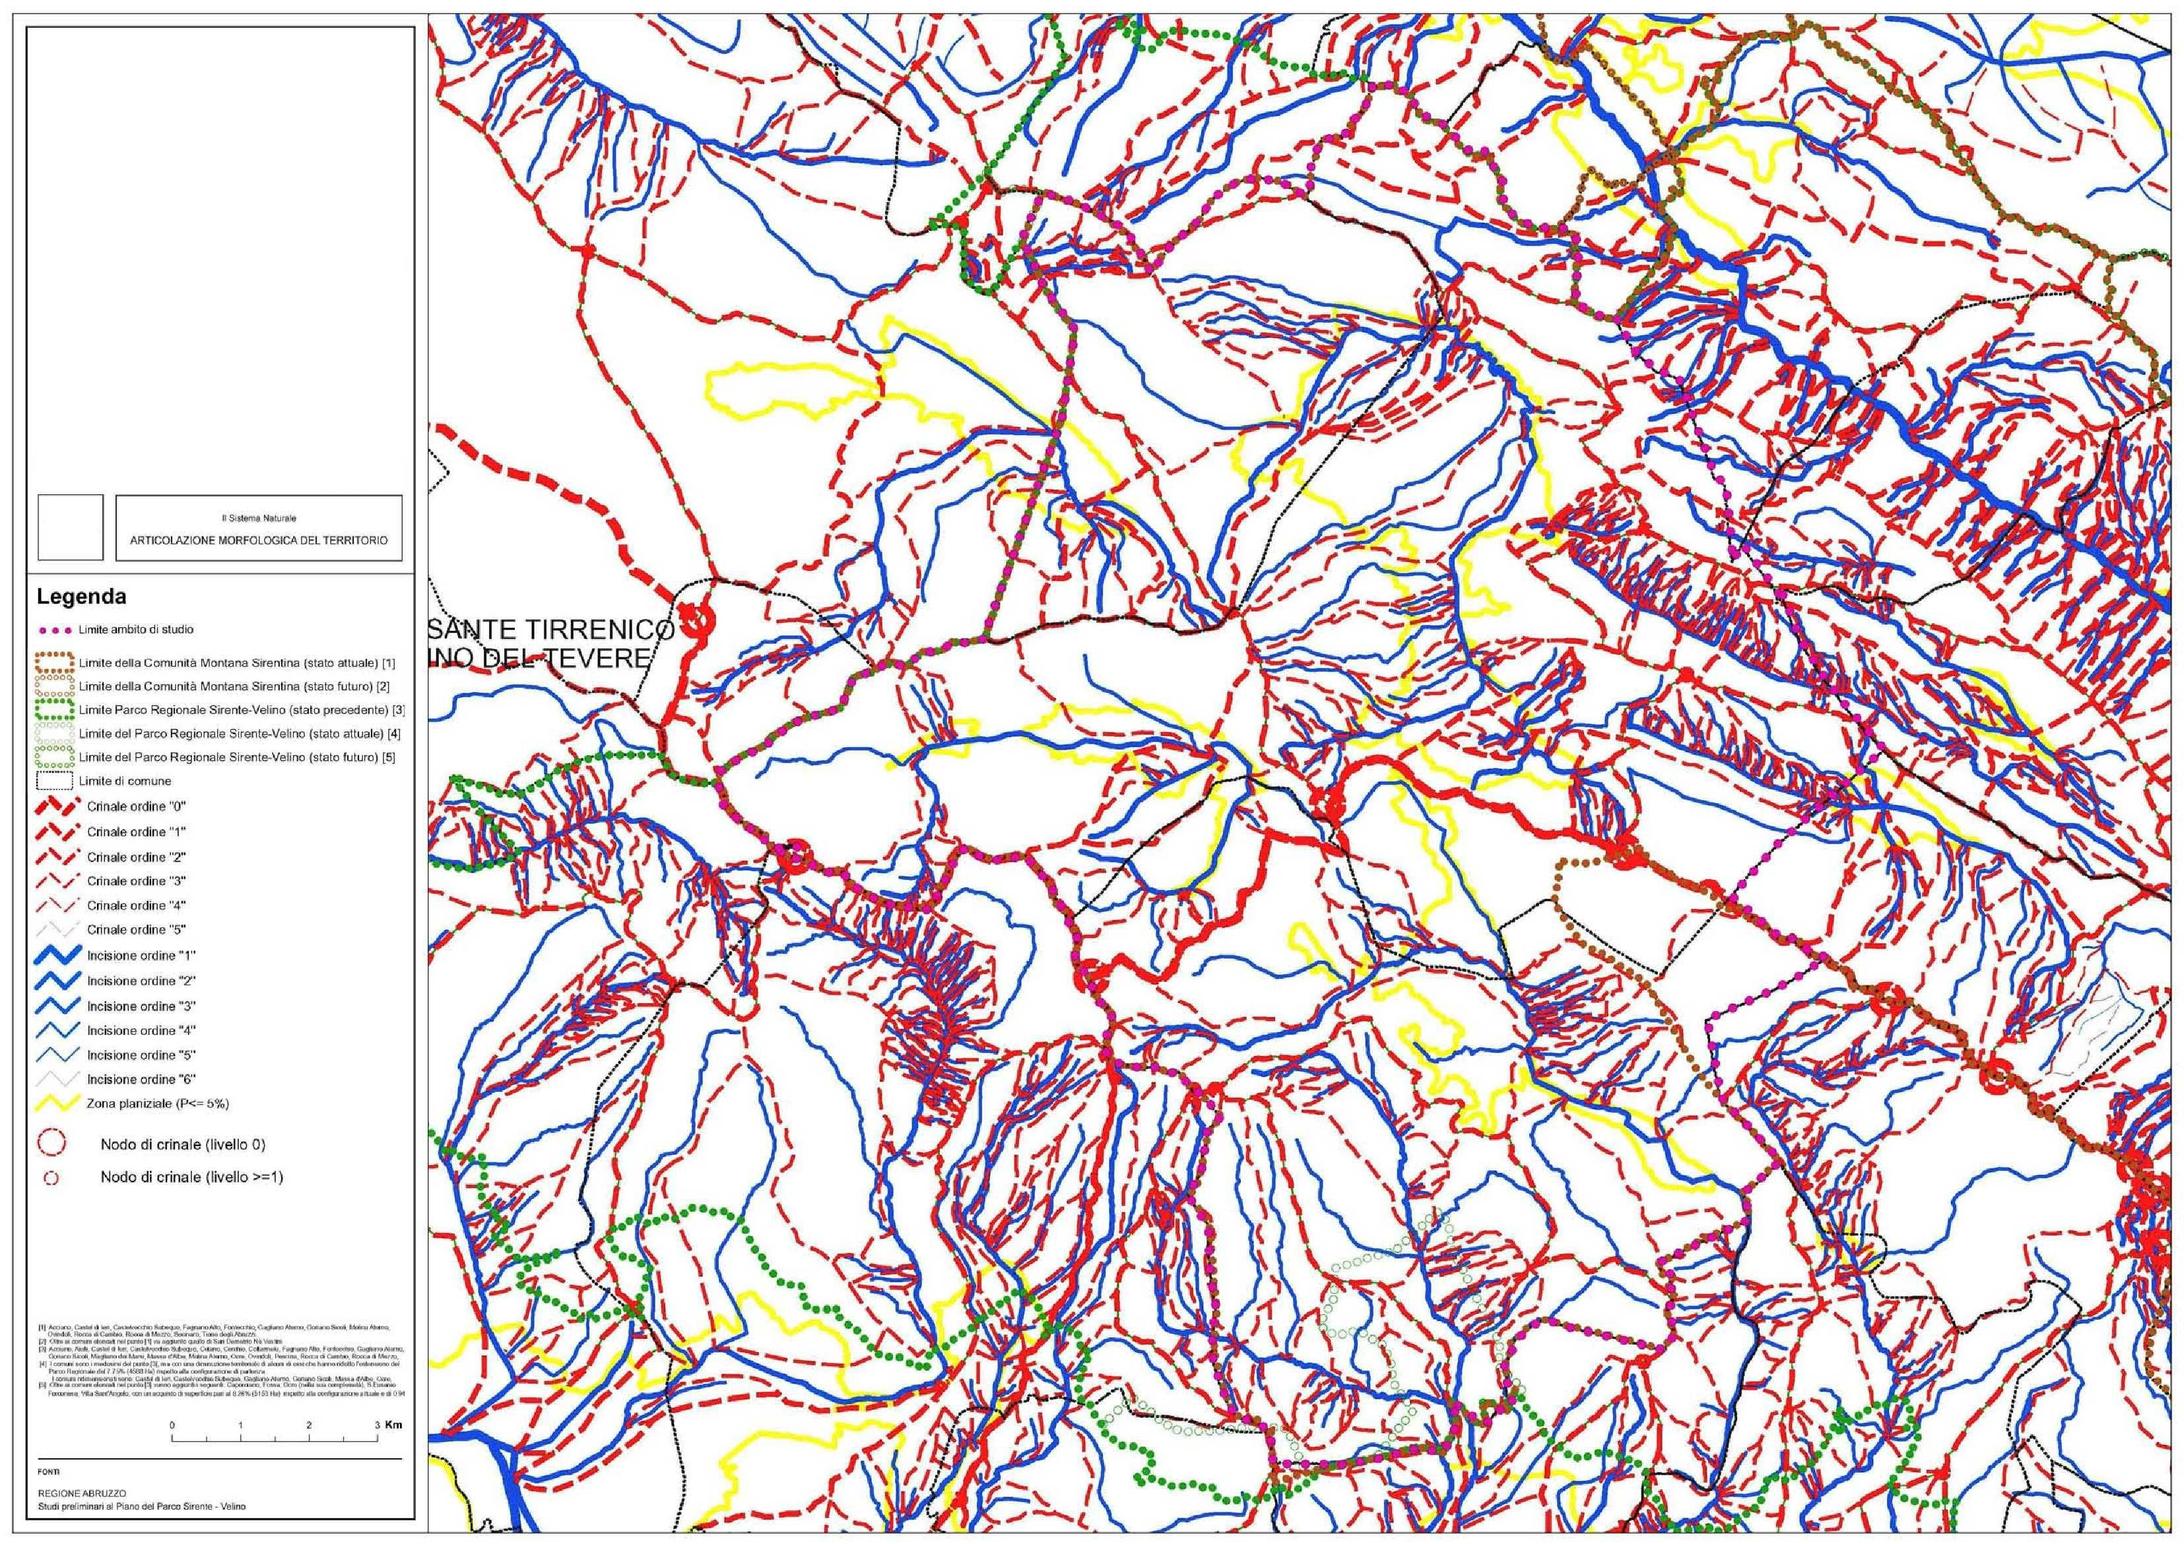 Il Sistema Naturale
ARTICOLAZIONE MORFOLOGICA DEL TERRITORIO
Legenda
Limite ambito di studio
Limite della Comunità Montana Sirentina (stato attuale) [1]
Limite della Comunità Montana Sirentina (stato futuro) [2]
Limite Parco Regionale Sirente-Velino (stato precedente) [3]
Limite del Parco Regionale Sirente-Velino (stato attuale) [4]
Limite del Parco Regionale Sirente-Velino (stato futuro) [5]
Limite di comune
Crinale ordine "0"
Crinale ordine "1"
Crinale ordine "2"
Crinale ordine "3"
Crinale ordine "4"
Crinale ordine "5"
Incisione ordine "1"
Incisione ordine "2"
Incisione ordine "3"
Incisione ordine "4"
Incisione ordine "5"
Incisione ordine "6"
Zona planiziale (P<= 5%)
Nodo di crinale (livello 0)
Nodo di crinale (livello >=1)
0 1 2 3 Km
FONTI
REGIONE ABRUZZO
Studi preliminari al Piano del Parco Sirente - Velino
SANTE TIRRENICO
INO DEL TEVERE